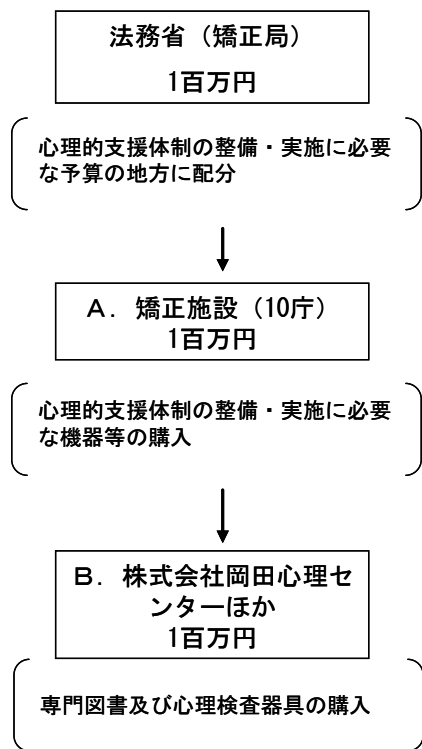 法務省（矯正局）
1百万円
心理的支援体制の整備・実施に必要
な予算の地方に配分
A．矯正施設（10庁）
1百万円
心理的支援体制の整備・実施に必要
な機器等の購入
B．株式会社岡田心理セ
ンターほか
1百万円
専門図書及び心理検査器具の購入